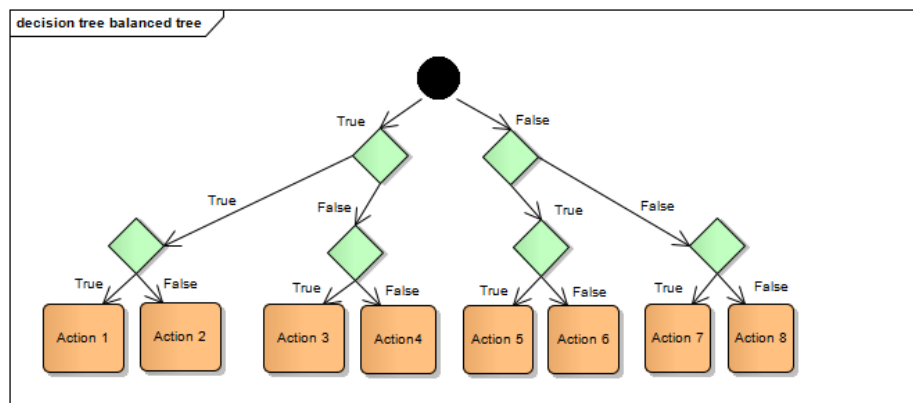 decision tree balanced tree
True
False
True
False
True
False
True
False
True
False
True
False
True
False
Action 1
Action 2
Action 3
Action4
Action 5
Action 6
Action 7
Action 8